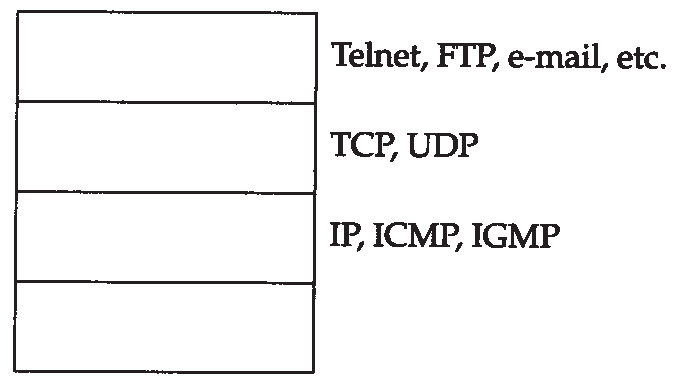 Telnet, FTP, e-mail, etc.
TCP, UDP
IP, ICMP, IGMP